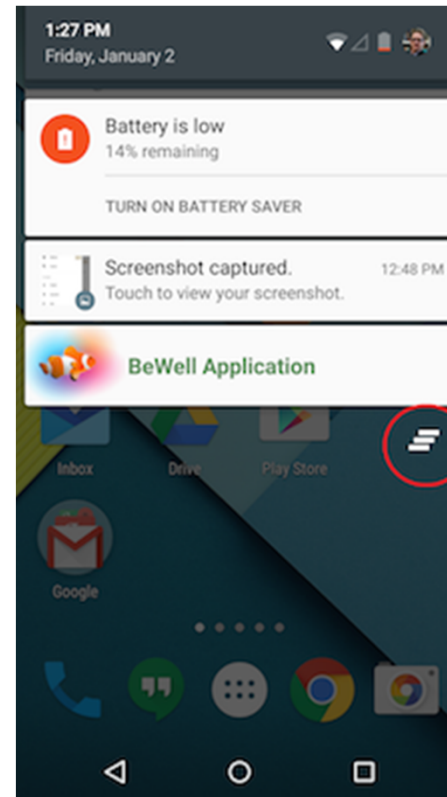 1:27 PM
Friday, January 2
Battery is low
14% remaining
TURN ON BATTERY SAVER
Screenshot captured.
12:48 PM
Touch to view your screenshot.
BeWell Application
Inbox
Drive
Play Store
Google